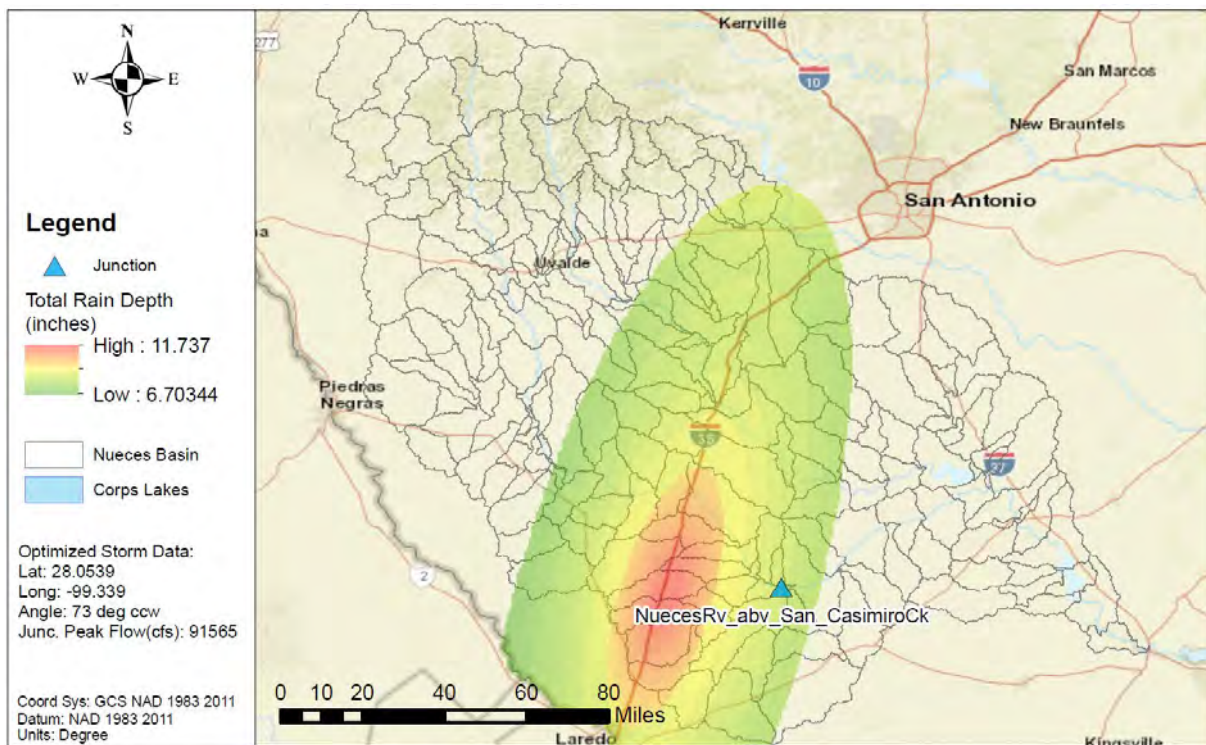 N
W E
S
Legend
Junction
Total Rain Depth
(inches)
High : 11.737
Low : 6.70344
Nueces Basin
Corps Lakes
Optimized Storm Data:
Lat: 28.0539
Long: -99.339
Angle: 73 deg ccw
Junc. Peak Flow(cfs): 91565
Coord Sys: GCS NAD 1983 2011
Datum: NAD 1983 2011
Units: Degree
277
Kerrville
10
San Marcos
New Braunfels
San Antonio
Uvalde
Piedras
Negras
35
37
2
NuecesRv_abv_San_CasimiroCk
0 10 20 40 60 80
Miles
Laredo
Kingsville